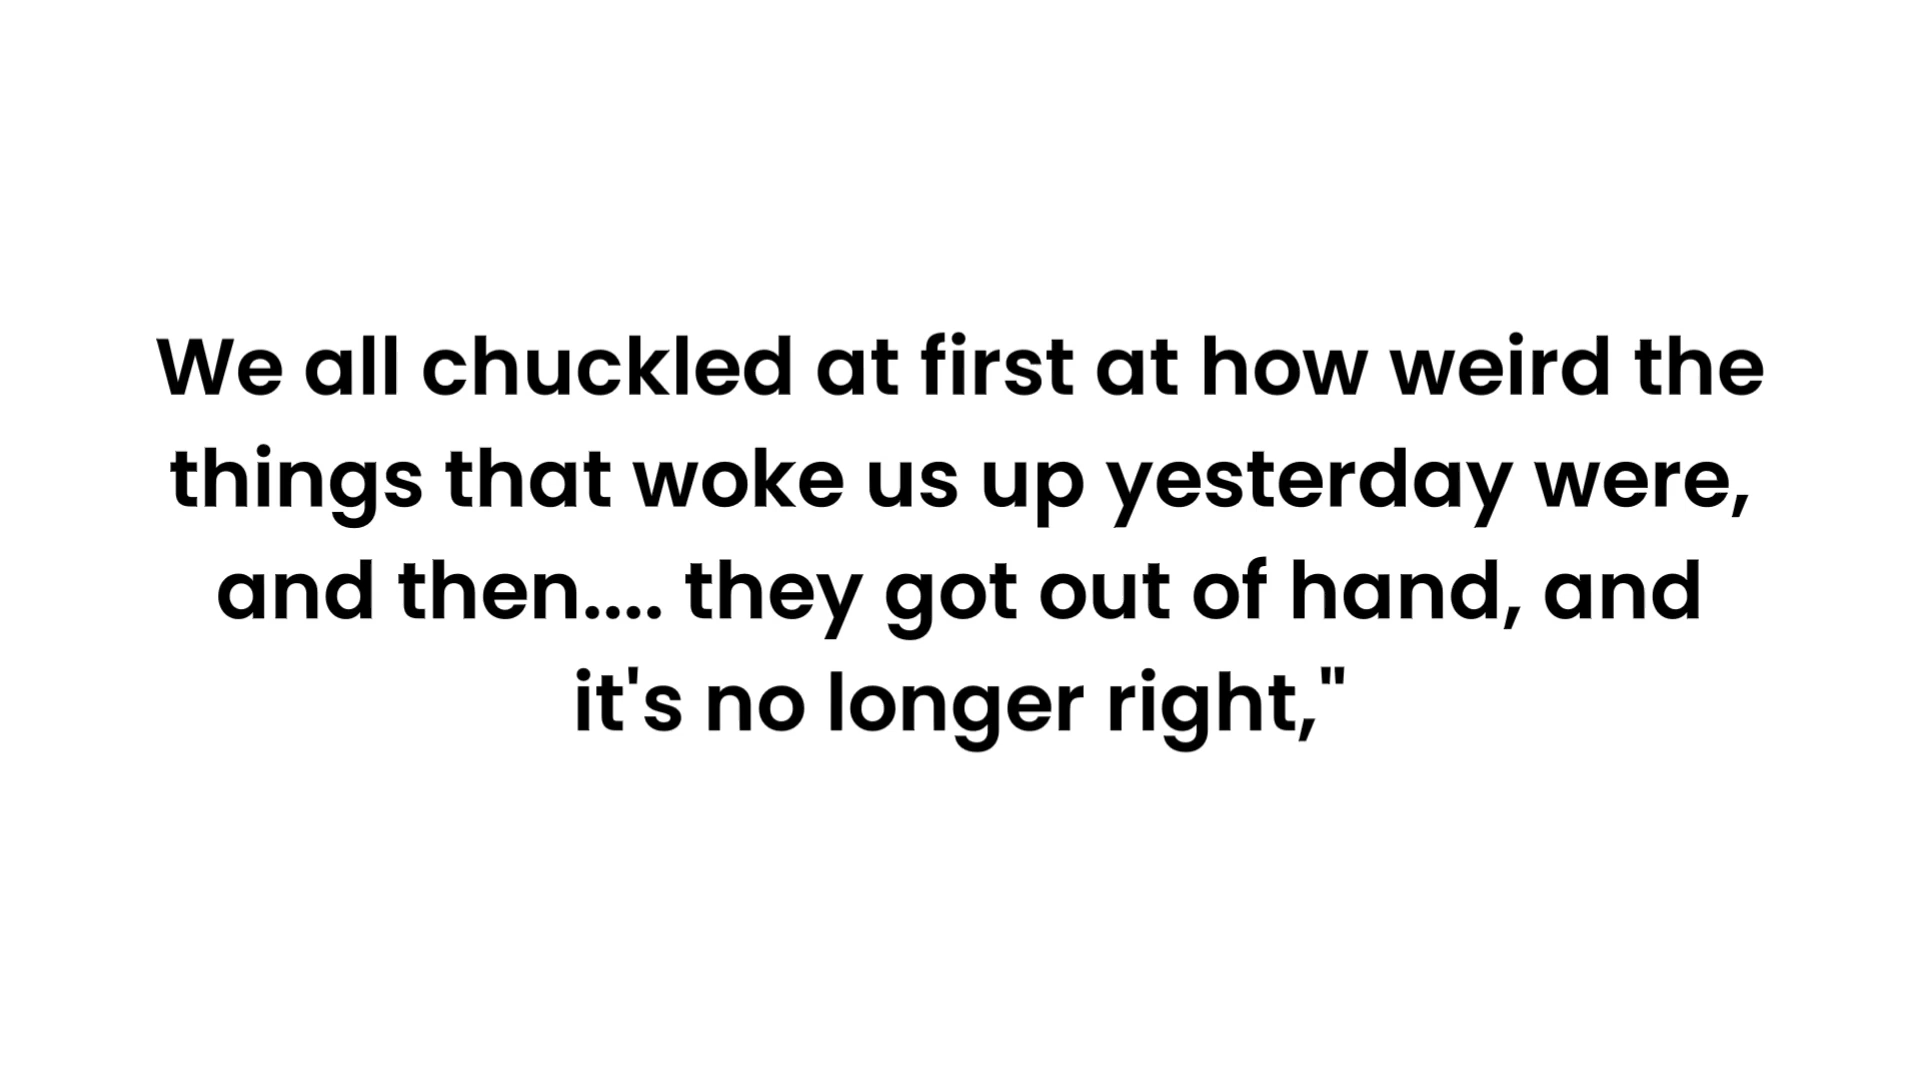 We all chuckled at first at how weird the
things that woke us up yesterday were,
and then.... they got out of hand, and
it's no longer right,"